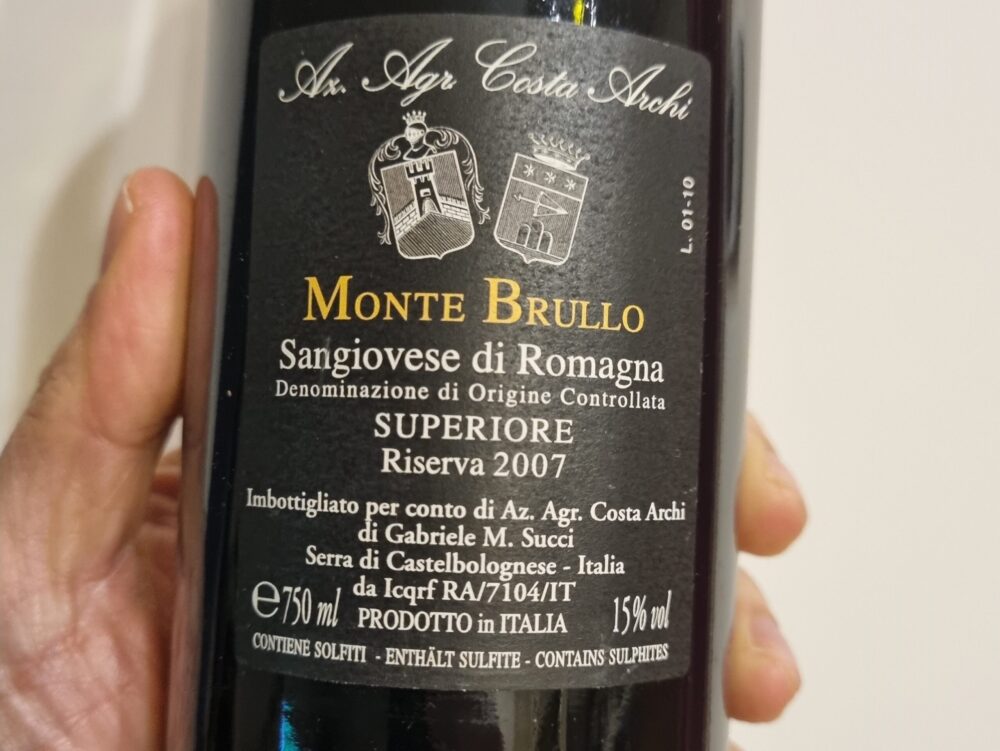 Az. Agr. Costa Archi
L. 01-10
MONTE BRULLO
Sangiovese di Romagna
Denominazione di Origine Controllata
SUPERIORE
Riserva 2007
Imbottigliato per conto di Az. Agr. Costa Archi
di Gabriele M. Succi
Serra di Castelbolognese - Italia
da Icqrf RA/7104/IT
℮750 ml PRODOTTO in ITALIA 15% vol
CONTIENE SOLFITI - ENTHÄLT SULFITE - CONTAINS SULPHITES